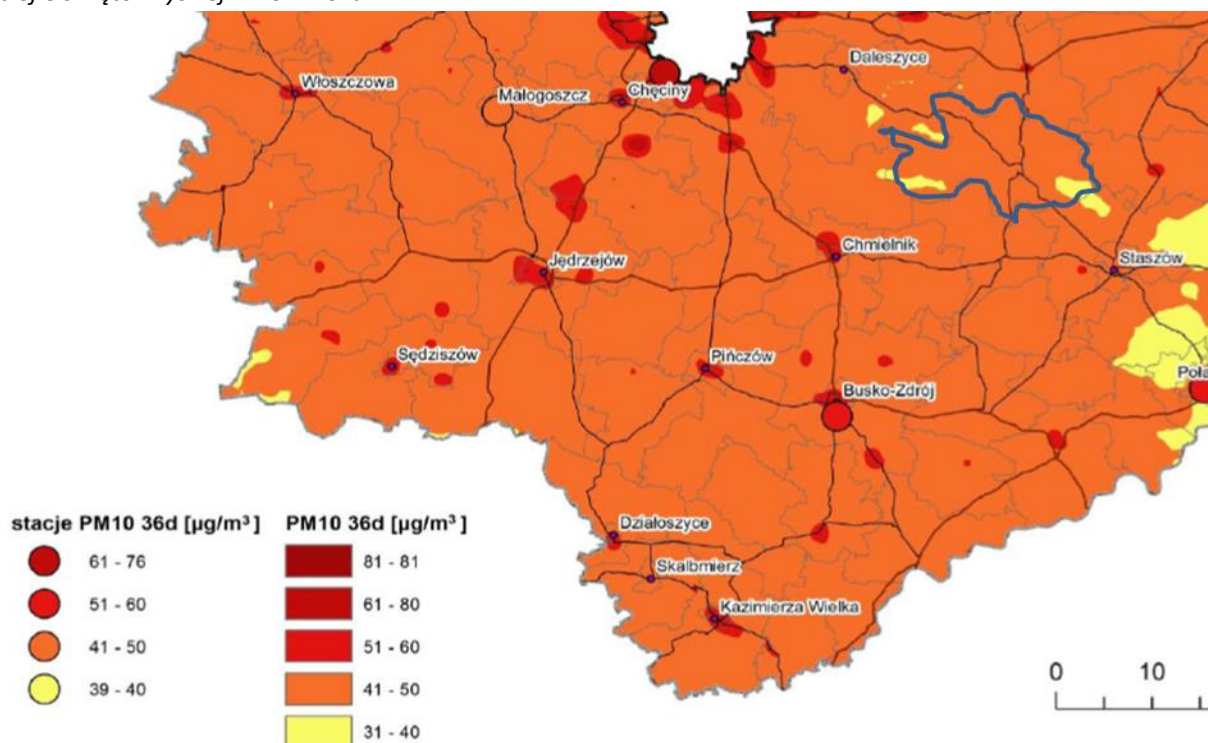 Daleszyce
Włoszczowa
Małogoszcz
Chęciny
Chmielnik
Jędrzejów
Staszów
Sędziszów
Pińczów
Busko-Zdrój
Poła
Działoszyce
Skalbmierz
Kazimierza Wielka
stacje PM10 36d [µg/m³]
61 - 76
51 - 60
41 - 50
39 - 40
PM10 36d [µg/m³]
81 - 81
61 - 80
51 - 60
41 - 50
31 - 40
0 10